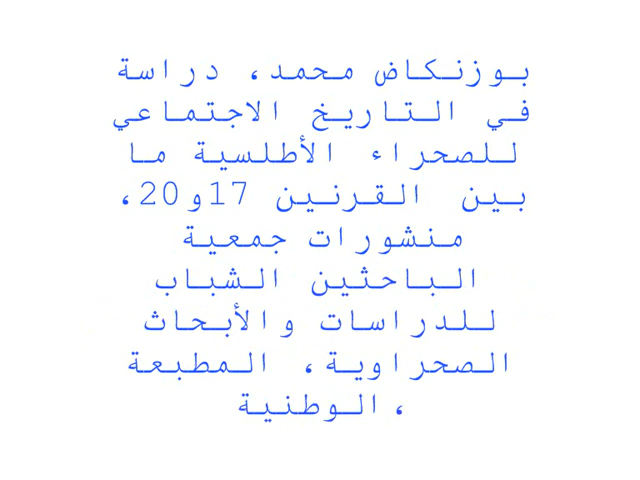 بوزنكاض محمد، دراسة
في التاريخ الاجتماعي
للصحراء الأطلسية ما
بين القرنين 17و20،
منشورات جمعية
الباحثين الشباب
للدراسات والأبحاث
الصحراوية، المطبعة
الوطنية،